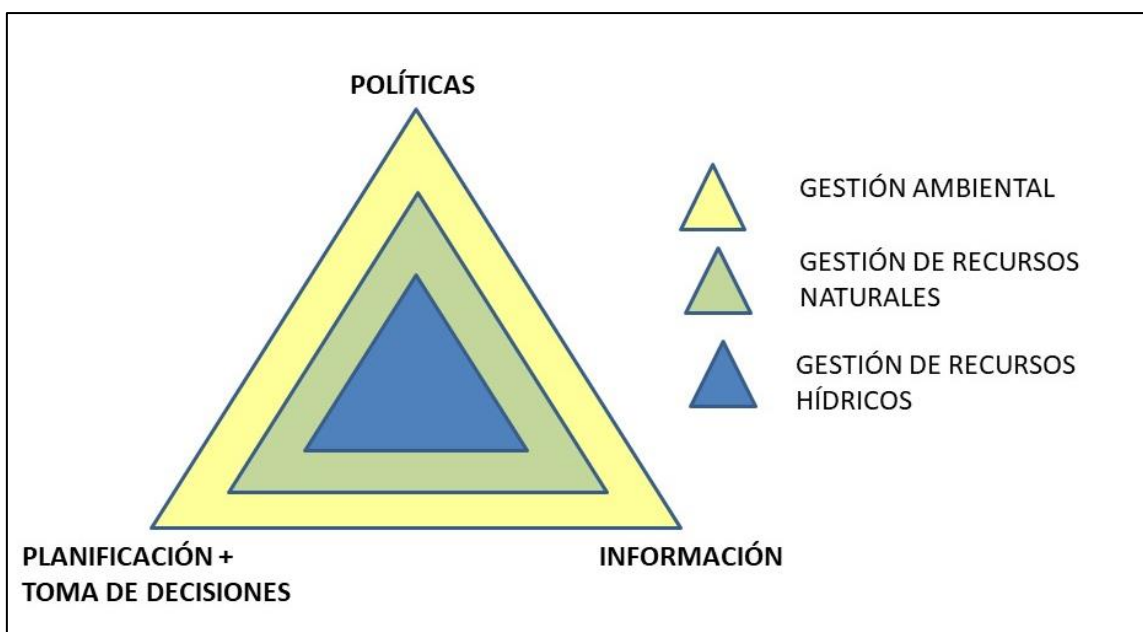 POLÍTICAS
GESTIÓN AMBIENTAL
GESTIÓN DE RECURSOS
NATURALES
GESTIÓN DE RECURSOS
HÍDRICOS
PLANIFICACIÓN +
TOMA DE DECISIONES
INFORMACIÓN